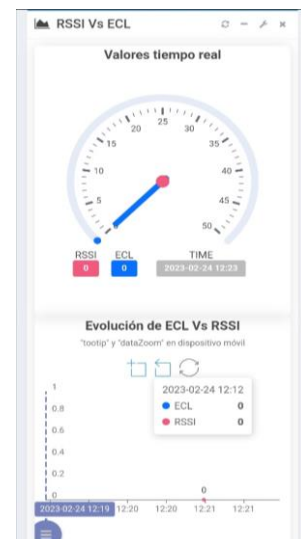 RSSI Vs ECL
Valores tiempo real
5
10
15
20
25
30
35
40
45
50
RSSI ECL TIME
0 0 2023-02-24 12:23
Evolución de ECL Vs RSSI
"tootip" y "dataZoom" en dispositivo móvil
2023-02-24 12:12
ECL 0
RSSI 0
1
0.8
0.6
0.4
0.2
0
0
2023-02-24 12:19 12:20 12:20 12:21 12:21